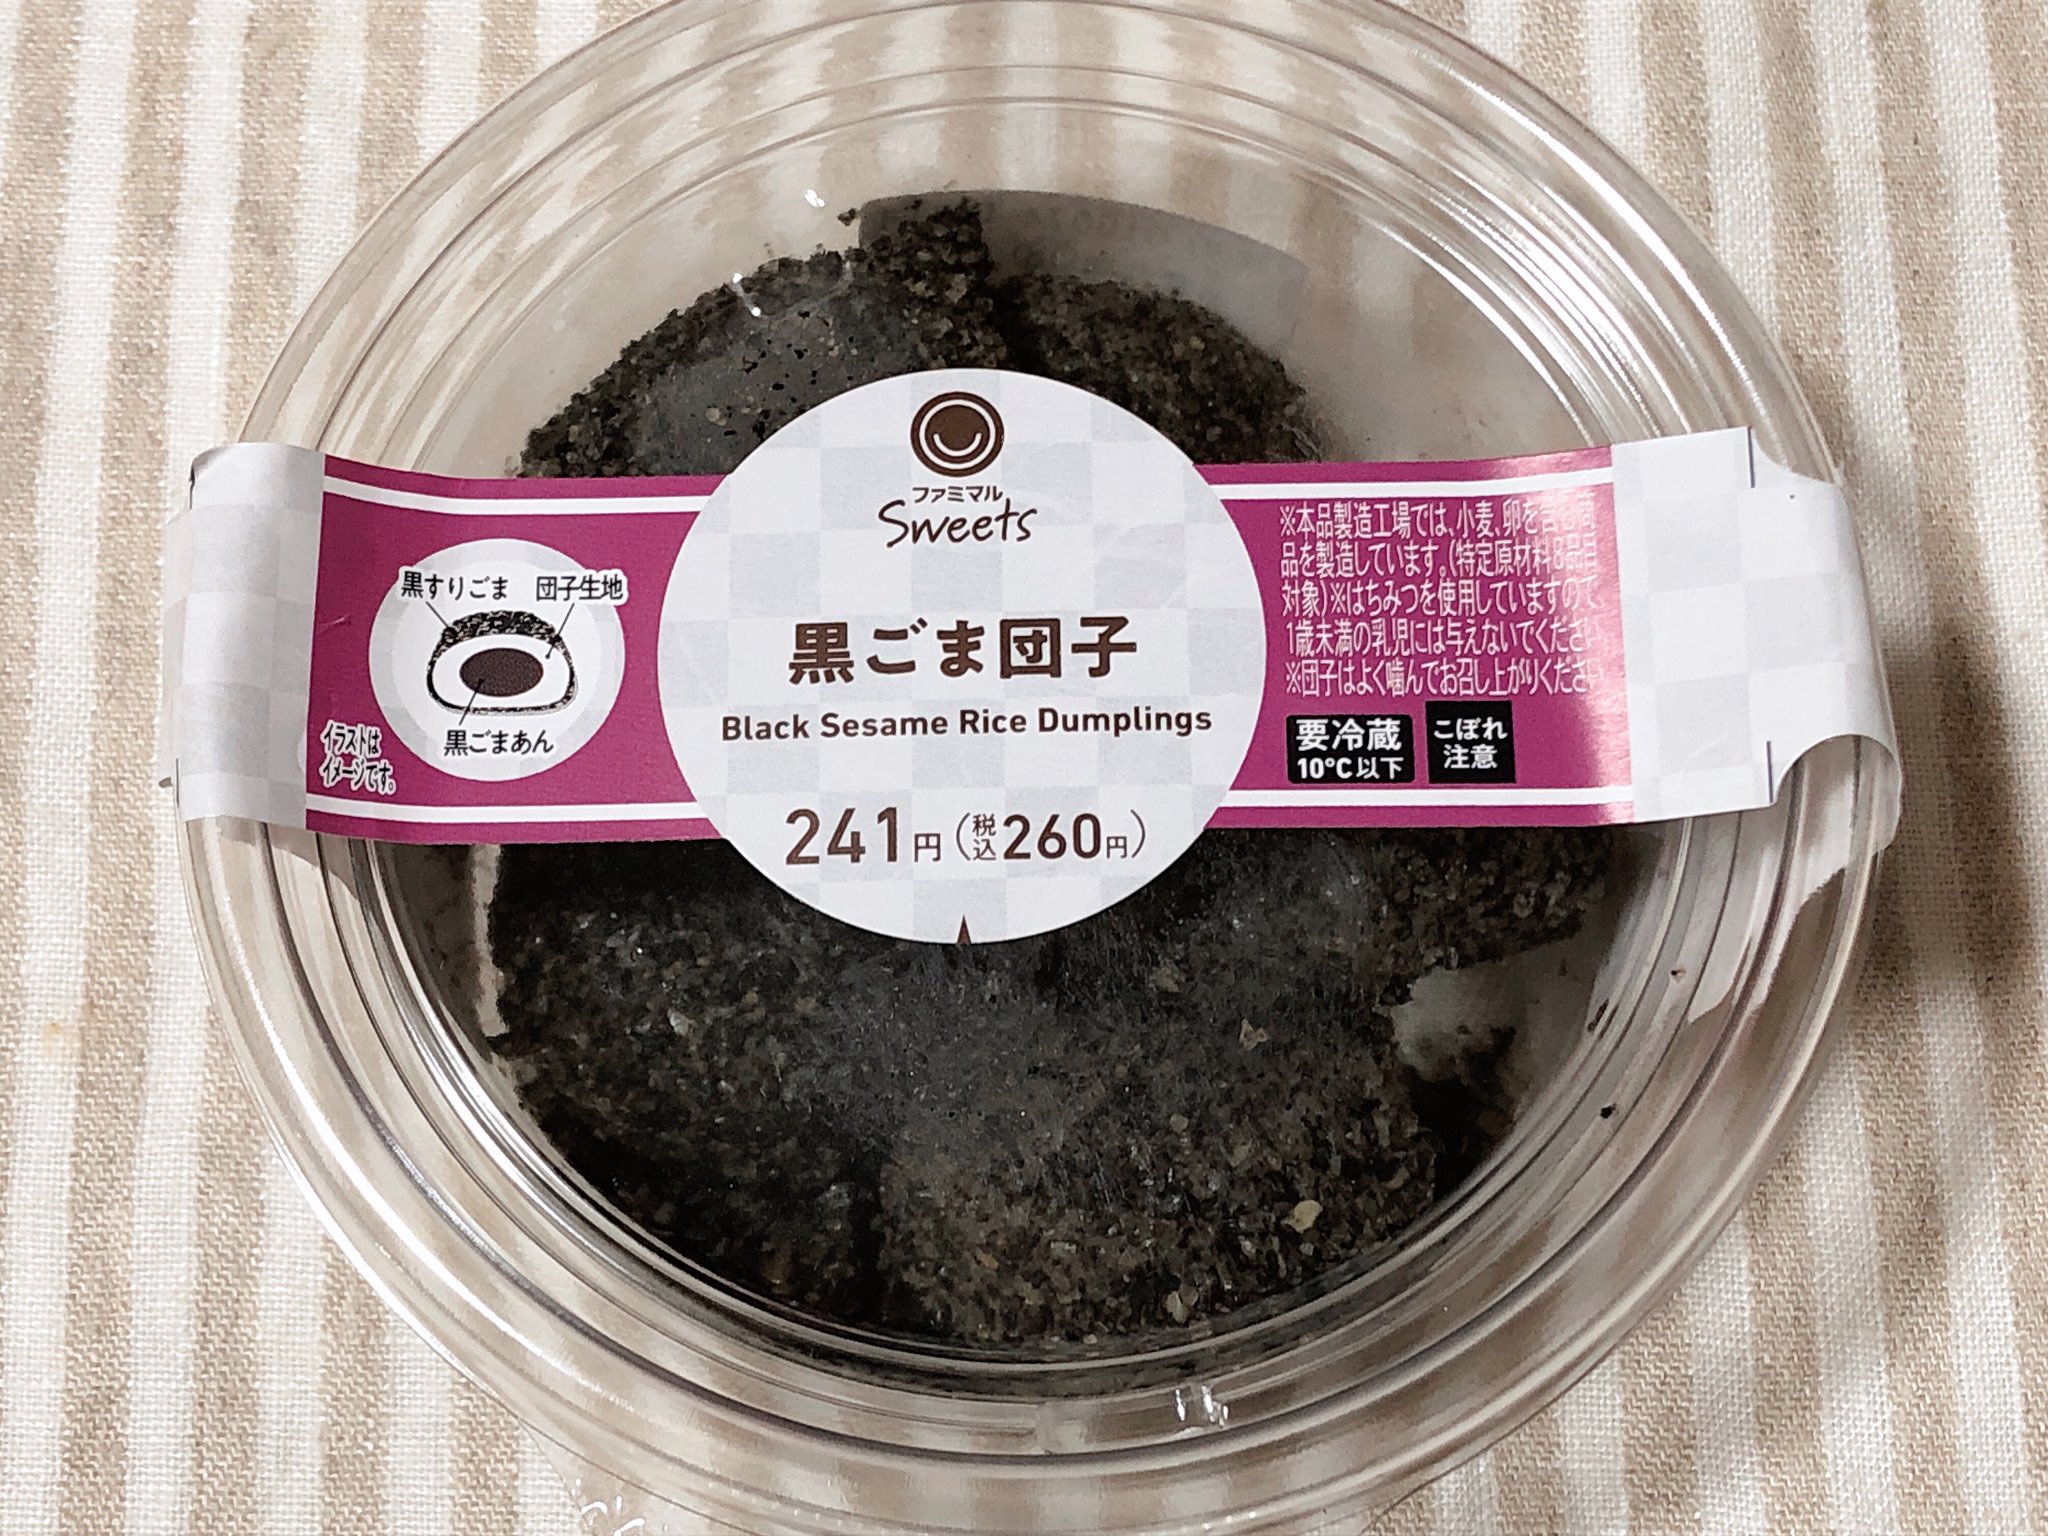 ファミマル
Sweets
黒ごま団子
Black Sesame Rice Dumplings
241円(税込260円)
黒すりごま 団子生地
黒ごまあん
イラストは
イメージです。
※本品製造工場では、小麦、卵を含む商
品を製造しています。(特定原材料8品目
対象)※はちみつを使用していますので
1歳未満の乳児には与えないでください
※団子はよく噛んでお召し上がりください
要冷蔵
10℃以下
こぼれ
注意